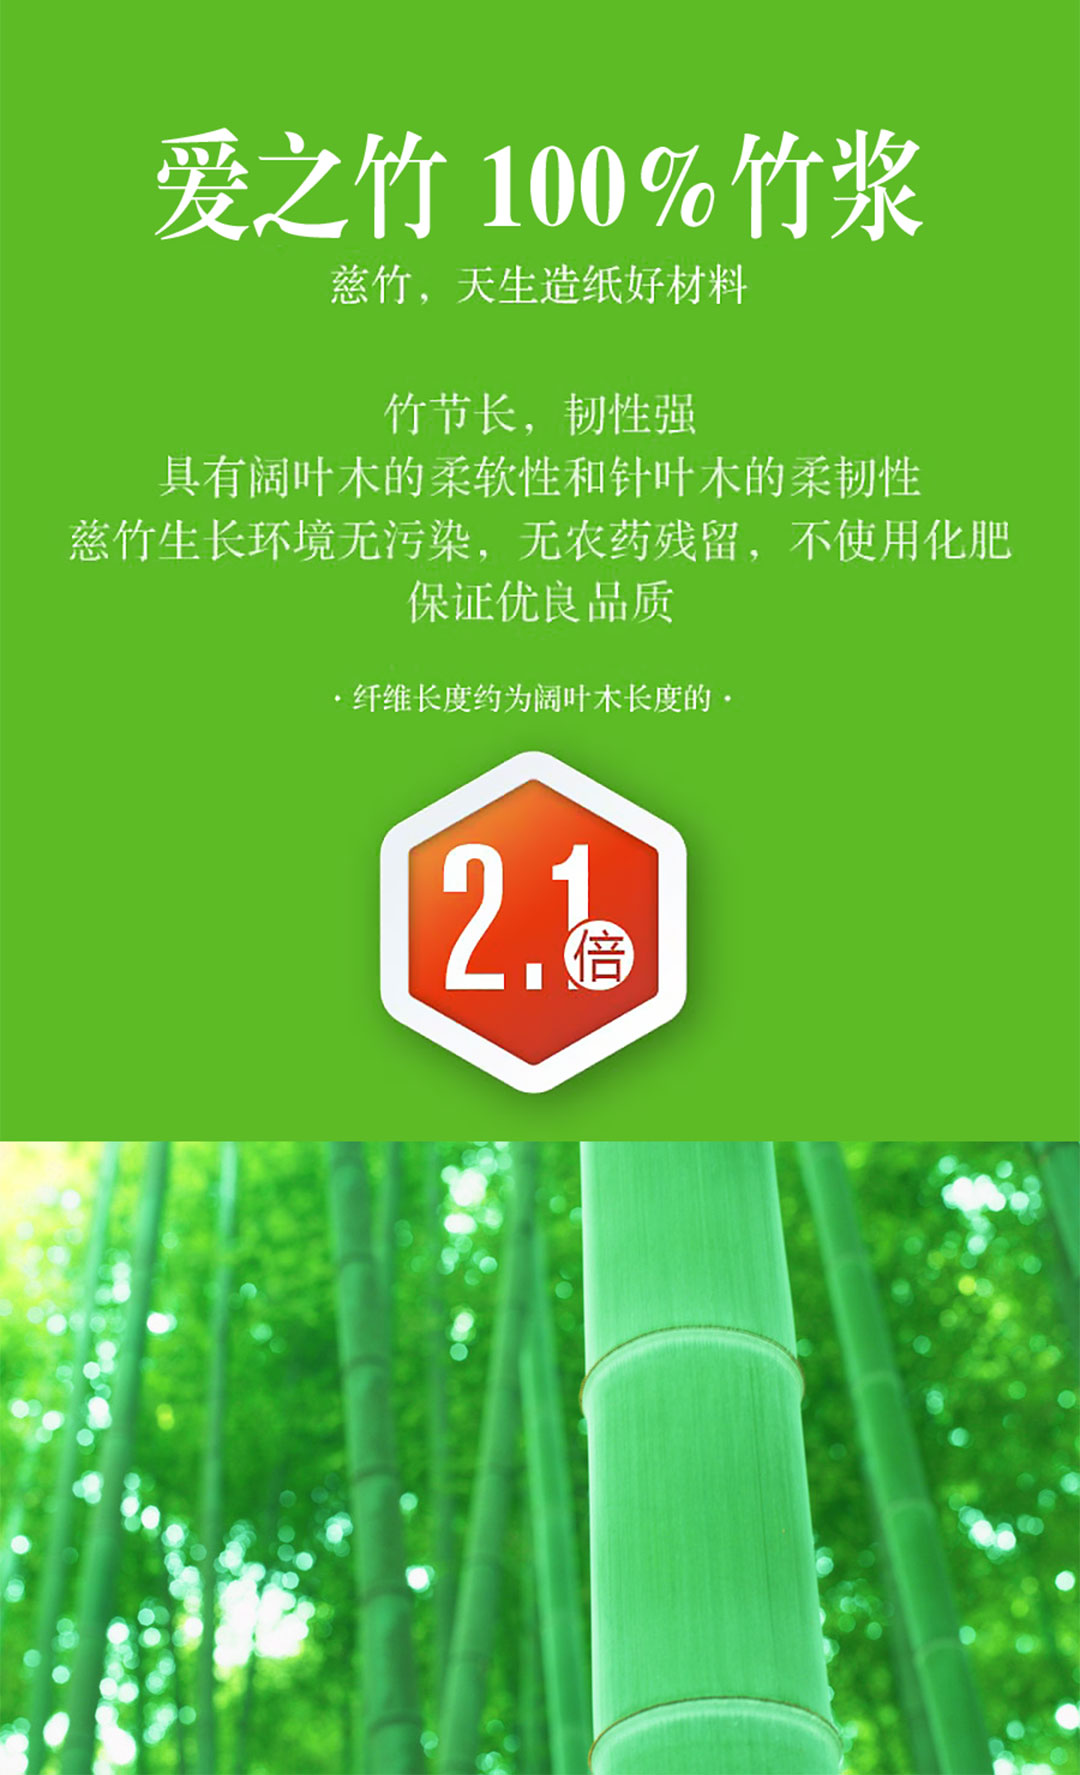 爱之竹 100%竹浆
慈竹，天生造纸好材料
竹节长，韧性强
具有阔叶木的柔软性和针叶木的柔韧性
慈竹生长环境无污染，无农药残留，不使用化肥
保证优良品质
·纤维长度约为阔叶木长度的·
2.1倍